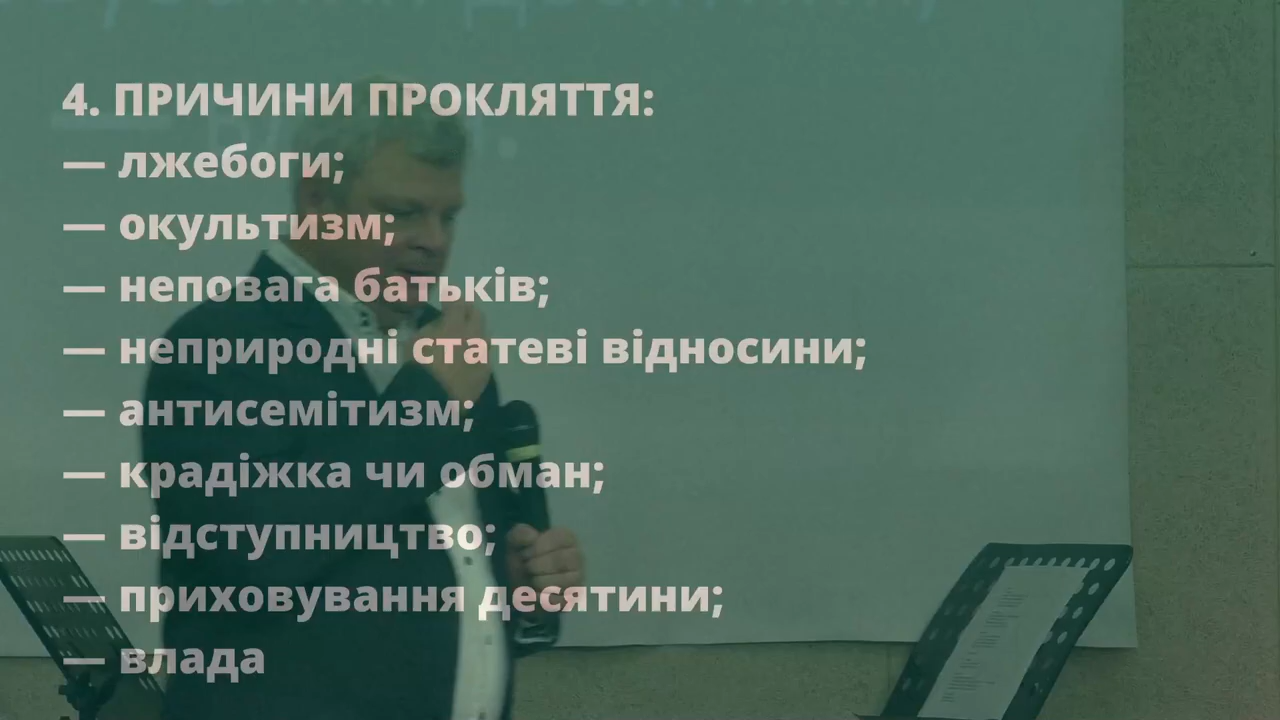 4. ПРИЧИНИ ПРОКЛЯТТЯ:
— лжебоги;
— окультизм;
— неповага батьків;
— неприродні статеві відносини;
— антисемітизм;
— крадіжка чи обман;
— відступництво;
— приховування десятини;
— влада